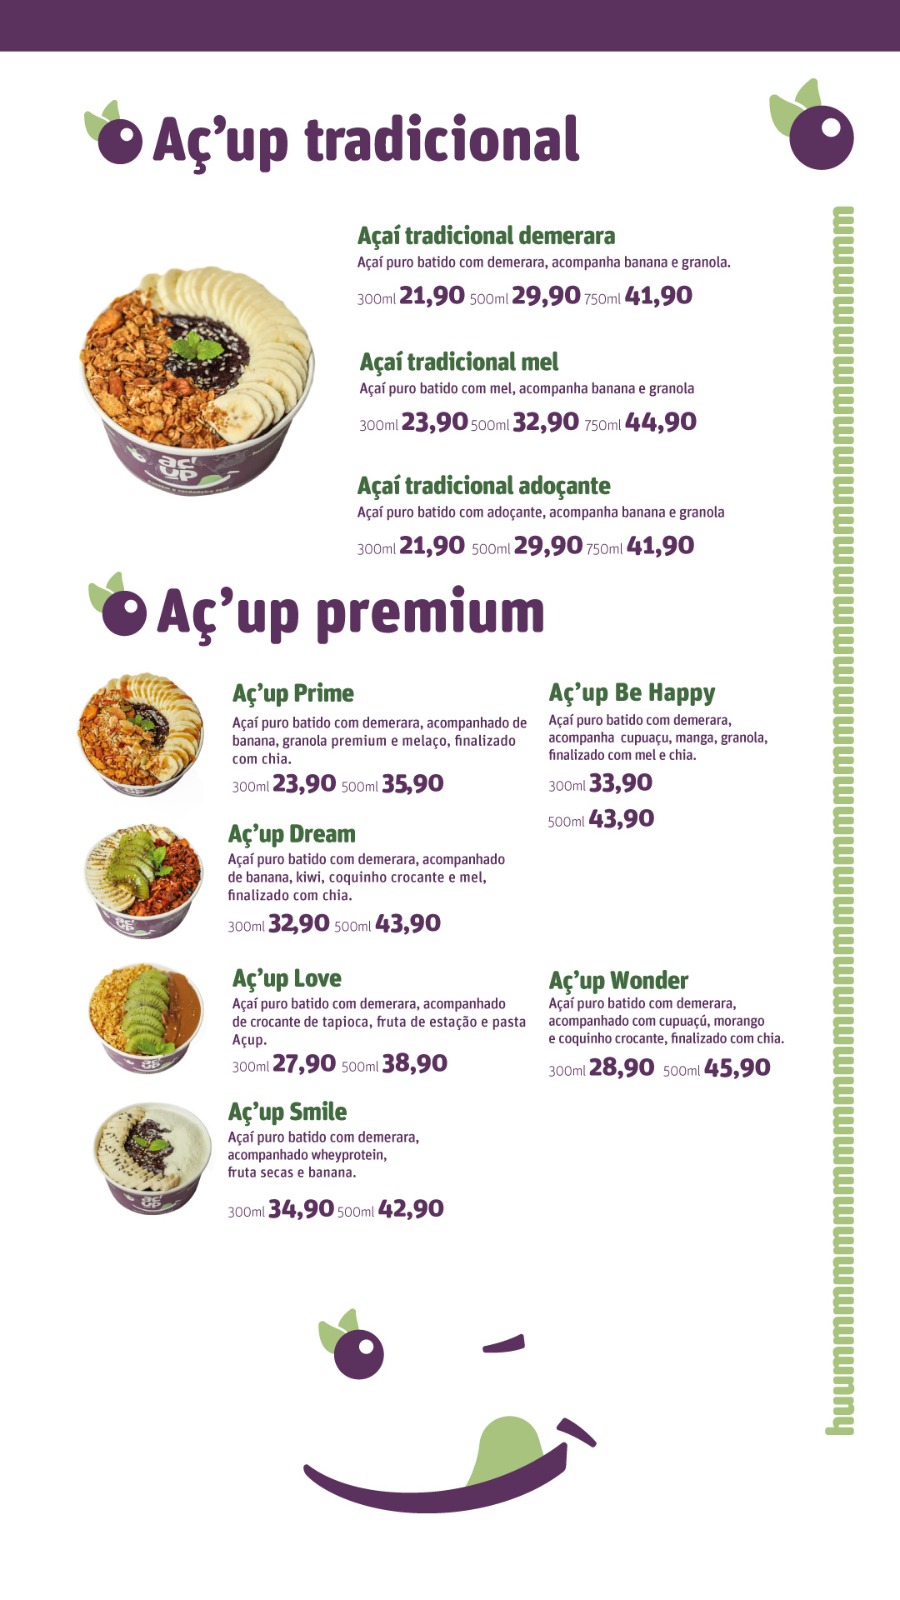 Aç’up tradicional
Açaí tradicional demerara
Açaí puro batido com demerara, acompanha banana e granola.
300ml 21,90 500ml 29,90 750ml 41,90
Açaí tradicional mel
Açaí puro batido com mel, acompanha banana e granola
300ml 23,90 500ml 32,90 750ml 44,90
Açaí tradicional adoçante
Açaí puro batido com adoçante, acompanha banana e granola
300ml 21,90 500ml 29,90 750ml 41,90
aç'
up
Aç’up premium
Aç’up Prime
Açaí puro batido com demerara, acompanhado de
banana, granola premium e melaço, finalizado
com chia.
300ml 23,90 500ml 35,90
Aç’up Be Happy
Açaí puro batido com demerara,
acompanha cupuaçu, manga, granola,
finalizado com mel e chia.
300ml 33,90
500ml 43,90
Aç’up Dream
Açaí puro batido com demerara, acompanhado
de banana, kiwi, coquinho crocante e mel,
finalizado com chia.
300ml 32,90 500ml 43,90
Aç’up Love
Açaí puro batido com demerara, acompanhado
de crocante de tapioca, fruta de estação e pasta
Açup.
300ml 27,90 500ml 38,90
Aç’up Wonder
Açaí puro batido com demerara,
acompanhado com cupuaçú, morango
e coquinho crocante, finalizado com chia.
300ml 28,90 500ml 45,90
Aç’up Smile
Açaí puro batido com demerara,
acompanhado wheyprotein,
fruta secas e banana.
300ml 34,90 500ml 42,90
aç'
up